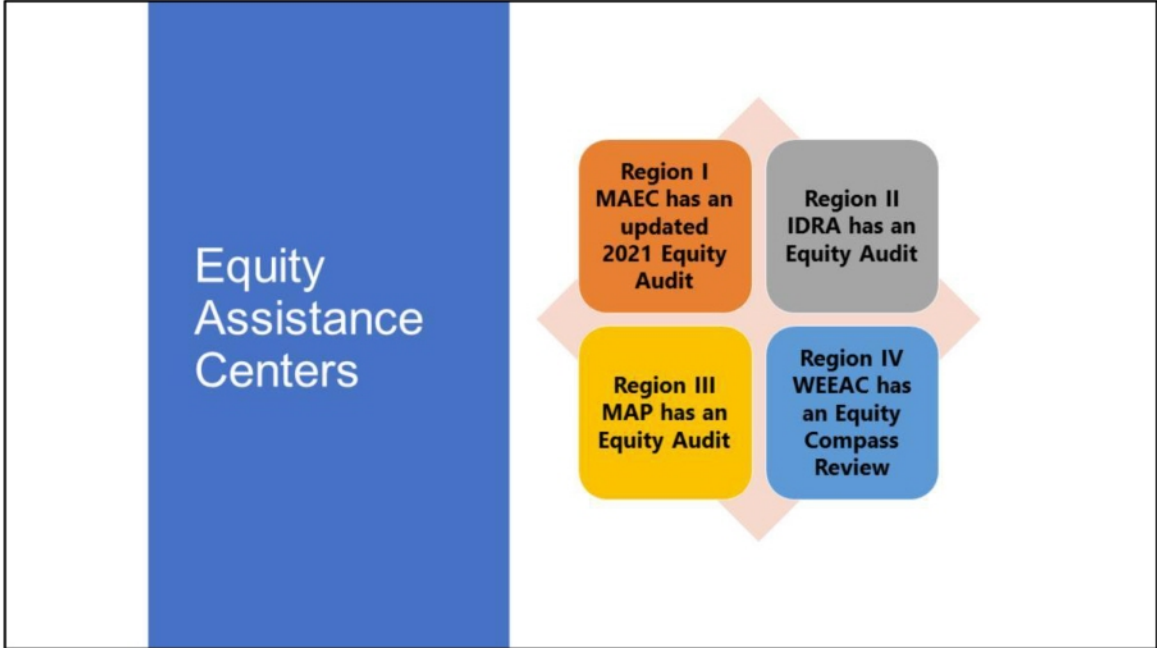 Equity
Assistance
Centers
Region I
MAEC has an
updated
2021 Equity
Audit
Region II
IDRA has an
Equity Audit
Region III
MAP has an
Equity Audit
Region IV
WEEAC has
an Equity
Compass
Review